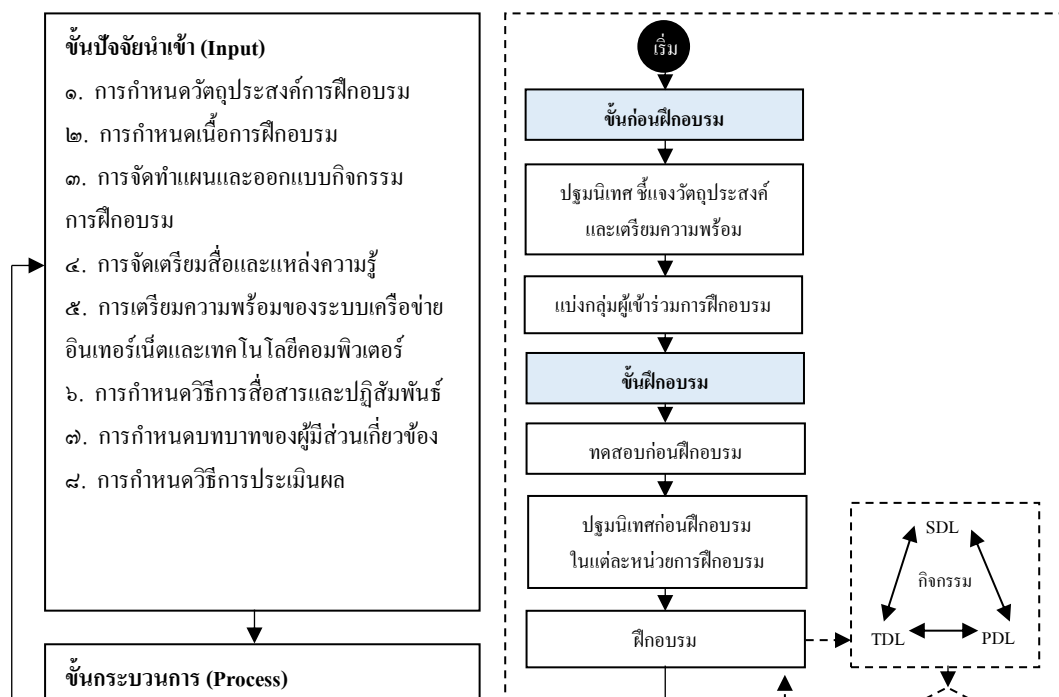 ขั้นปัจจัยนำเข้า (Input)
๑. การกำหนดวัตถุประสงค์การฝึกอบรม
๒. การกำหนดเนื้อการฝึกอบรม
๓. การจัดทำแผนและออกแบบกิจกรรม
การฝึกอบรม
๔. การจัดเตรียมสื่อและแหล่งความรู้
๕. การเตรียมความพร้อมของระบบเครือข่าย
อินเทอร์เน็ตและเทคโนโลยีคอมพิวเตอร์
๖. การกำหนดวิธีการสื่อสารและปฏิสัมพันธ์
๗. การกำหนดบทบาทของผู้มีส่วนเกี่ยวข้อง
๘. การกำหนดวิธีการประเมินผล
ขั้นกระบวนการ (Process)
เริ่ม
ขั้นก่อนฝึกอบรม
ปฐมนิเทศ ชี้แจงวัตถุประสงค์
และเตรียมความพร้อม
แบ่งกลุ่มผู้เข้าร่วมการฝึกอบรม
ขั้นฝึกอบรม
ทดสอบก่อนฝึกอบรม
ปฐมนิเทศก่อนฝึกอบรม
ในแต่ละหน่วยการฝึกอบรม
ฝึกอบรม
SDL
กิจกรรม
TDL PDL